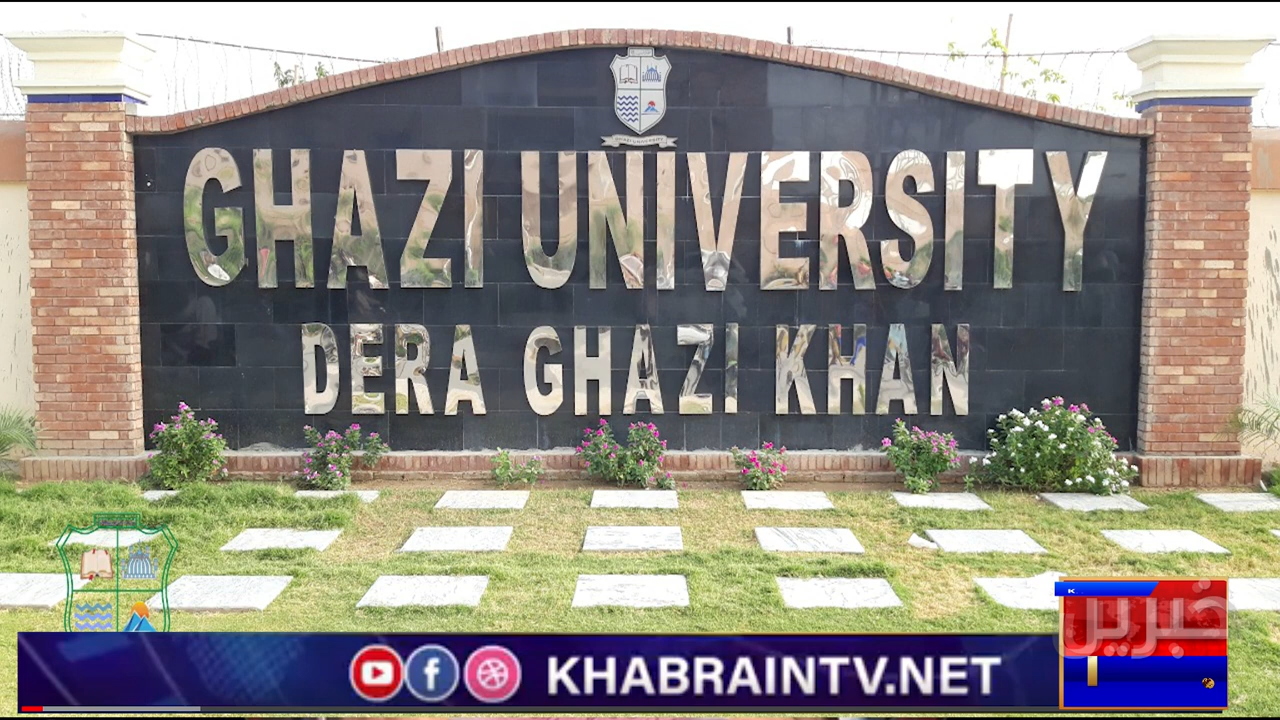 GHAZI UNIVERSITY
DERA GHAZI KHAN
KHABRAINTV.NET
K
خبریں